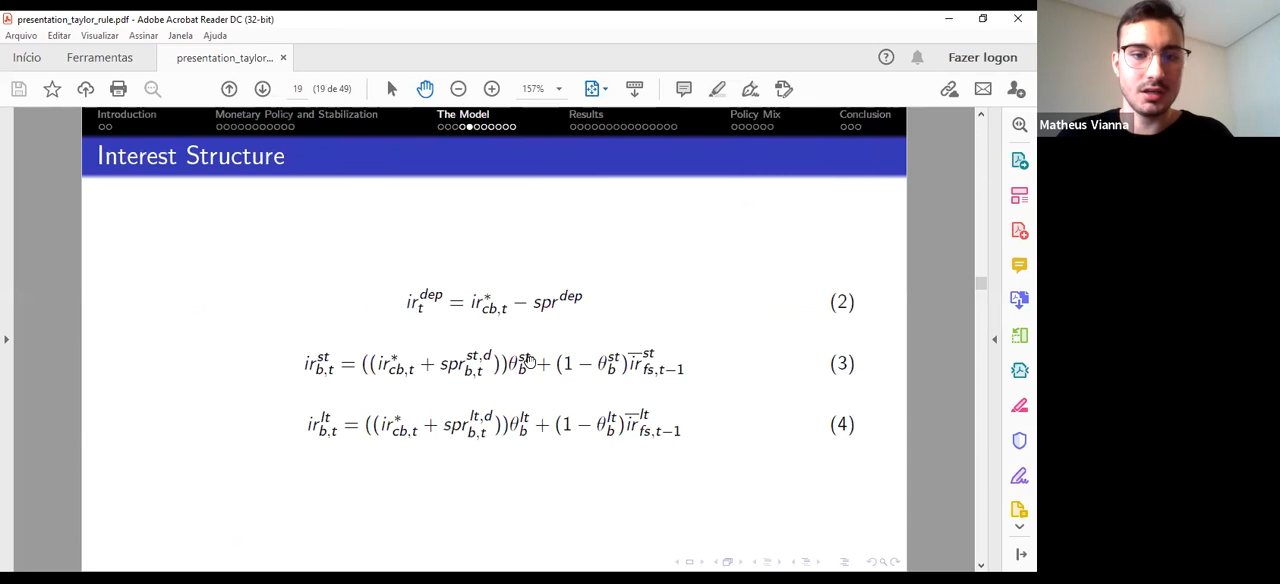 presentation_taylor_rule.pdf - Adobe Acrobat Reader DC (32-bit)
Arquivo Editar Visualizar Assinar Janela Ajuda
Início Ferramentas presentation_taylor... × Fazer logon
19 (19 de 49) 157%
Introduction Monetary Policy and Stabilization The Model Results Policy Mix Conclusion
Matheus Vianna
Interest Structure
ir_t^{dep} = ir^*_{cb,t} − spr^{dep} (2)
ir_{b,t}^{st} = ((ir^*_{cb,t} + spr_{b,t}^{st,d}))θ_b^{st} + (1 − θ_b^{st})\overline{ir}_{fs,t−1}^{st} (3)
ir_{b,t}^{lt} = ((ir^*_{cb,t} + spr_{b,t}^{lt,d}))θ_b^{lt} + (1 − θ_b^{lt})\overline{ir}_{fs,t−1}^{lt} (4)